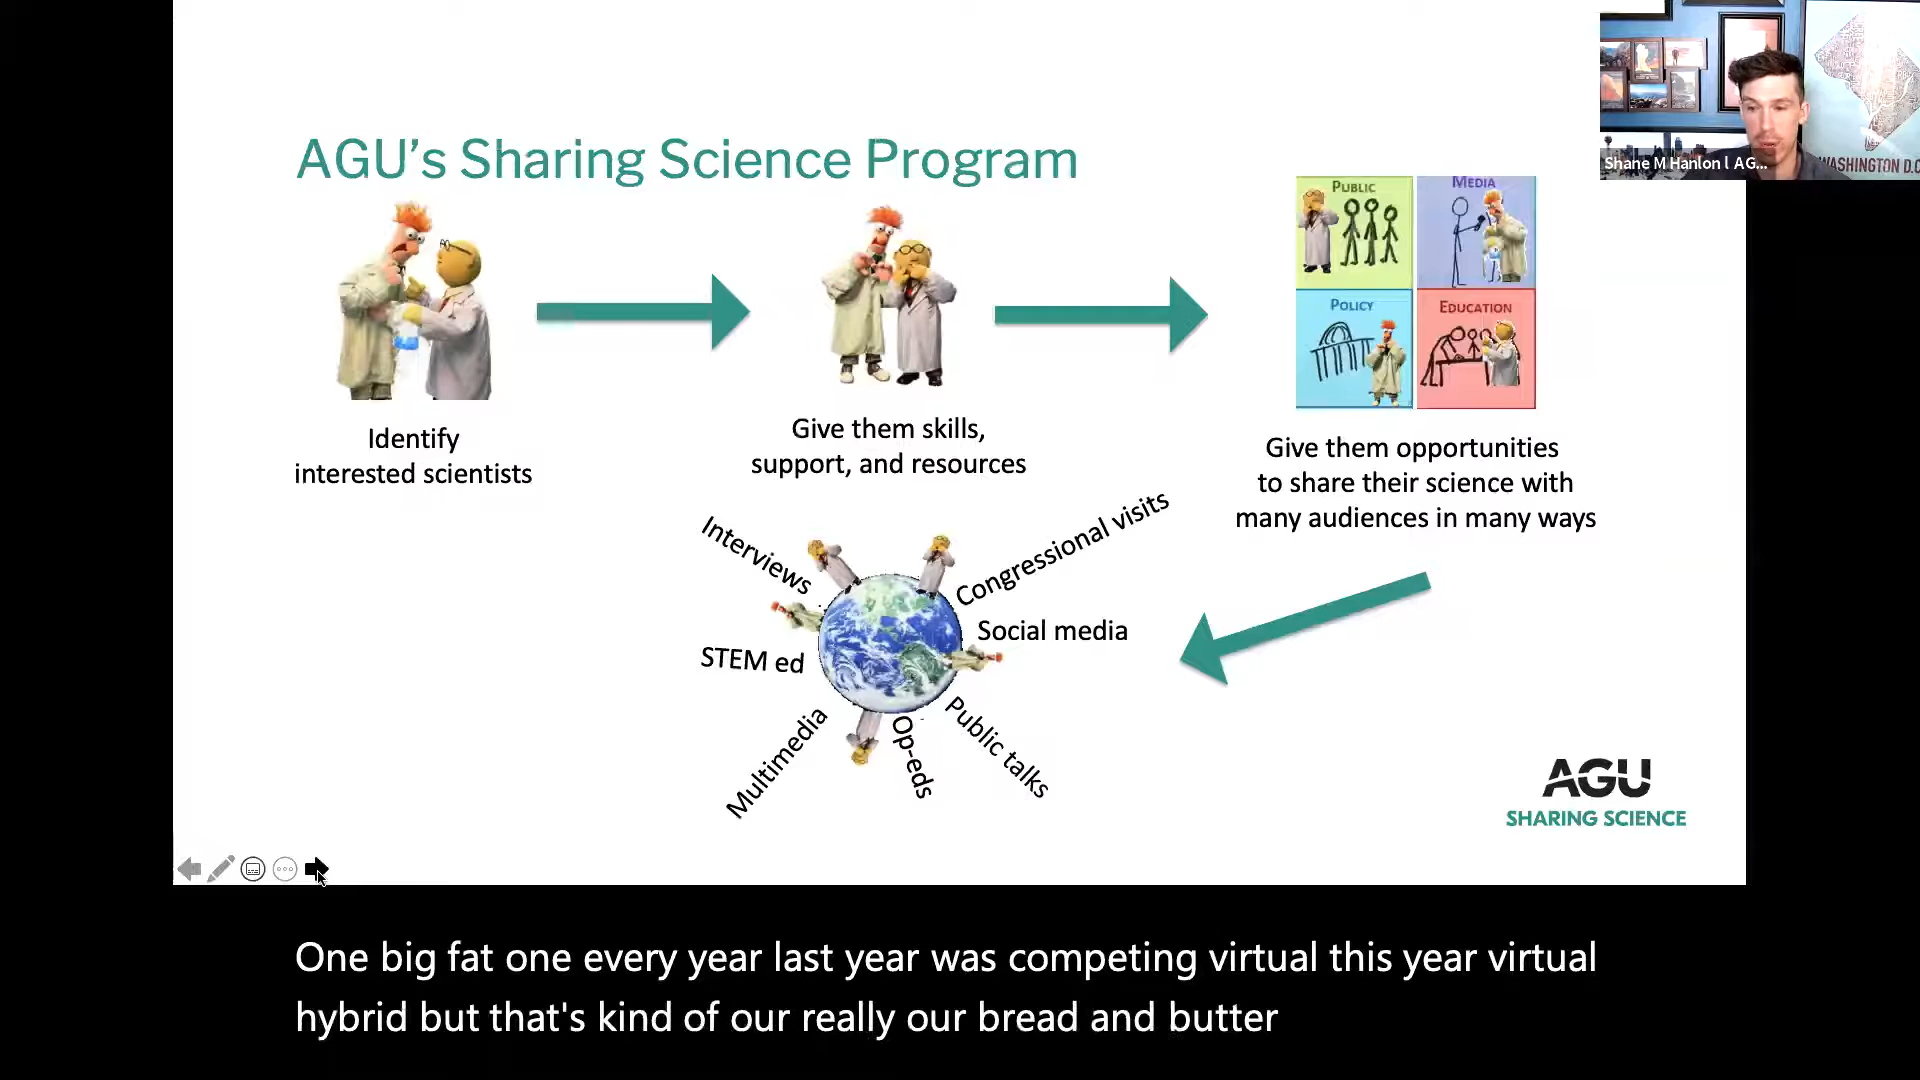 AGU's Sharing Science Program
Shane M Hanlon l AG...
WASHINGTON D.C
PUBLIC
MEDIA
POLICY
EDUCATION
Identify
interested scientists
Give them skills,
support, and resources
Give them opportunities
to share their science with
many audiences in many ways
Interviews
Congressional visits
STEM ed
Social media
Multimedia
Op-eds
Public talks
AGU
SHARING SCIENCE
One big fat one every year last year was competing virtual this year virtual
hybrid but that's kind of our really our bread and butter